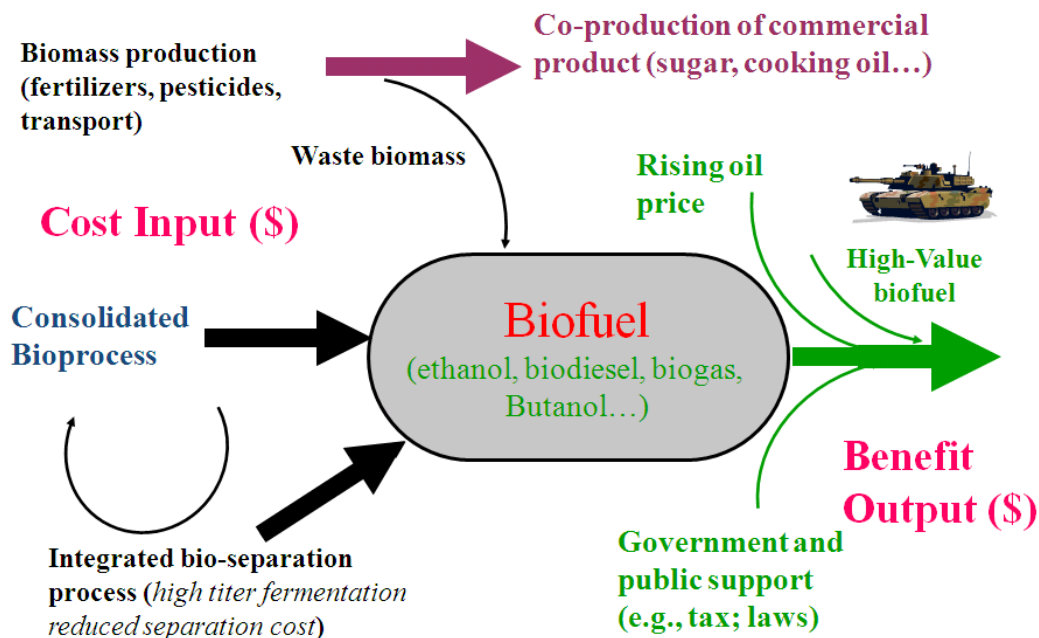 Biomass production
(fertilizers, pesticides,
transport)
Co-production of commercial
product (sugar, cooking oil…)
Waste biomass
Rising oil
price
Cost Input ($)
High-Value
biofuel
Consolidated
Bioprocess
Biofuel
(ethanol, biodiesel, biogas,
Butanol…)
Benefit
Output ($)
Integrated bio-separation
process (high titer fermentation
reduced separation cost)
Government and
public support
(e.g., tax; laws)